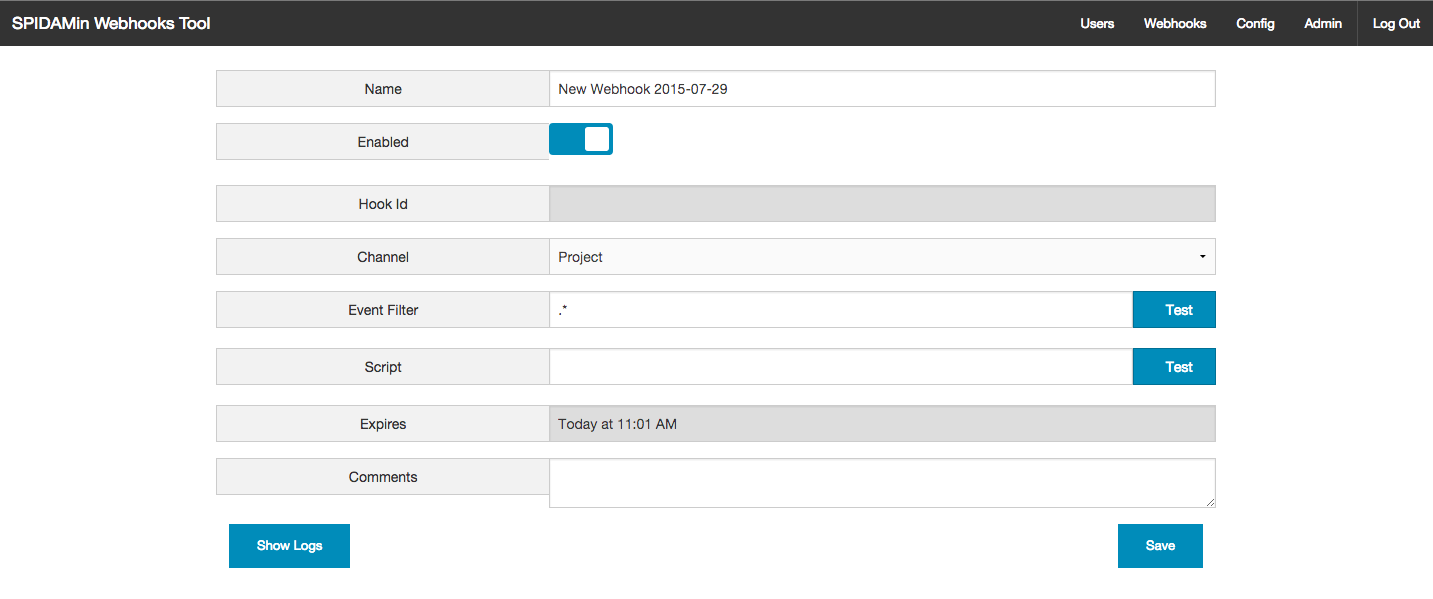 SPIDAMin Webhooks Tool Users Webhooks Config Admin Log Out
Name New Webhook 2015-07-29
Enabled
Hook Id
Channel Project
Event Filter .* Test
Script Test
Expires Today at 11:01 AM
Comments
Show Logs Save